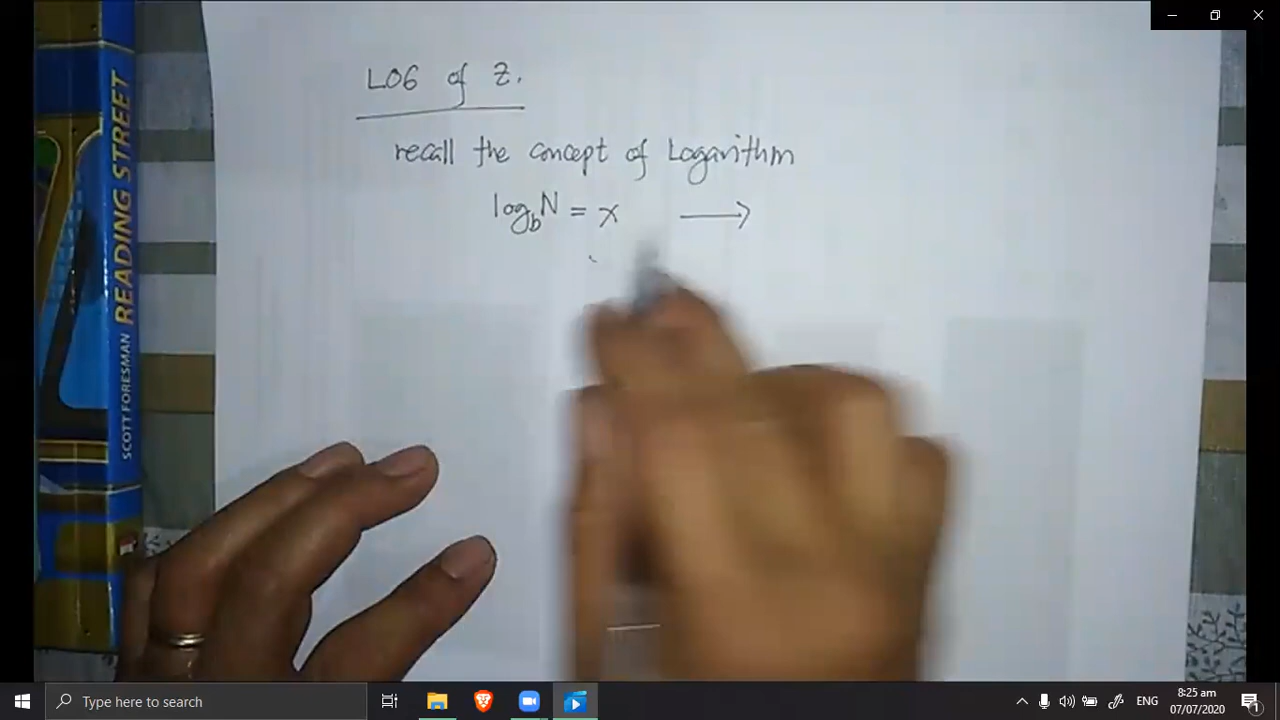 LOG of Z.
recall the concept of Logarithm
log_b N = x ⟶
SCOTT FORESMAN READING STREET
Type here to search
ENG
8:25 am
07/07/2020
1